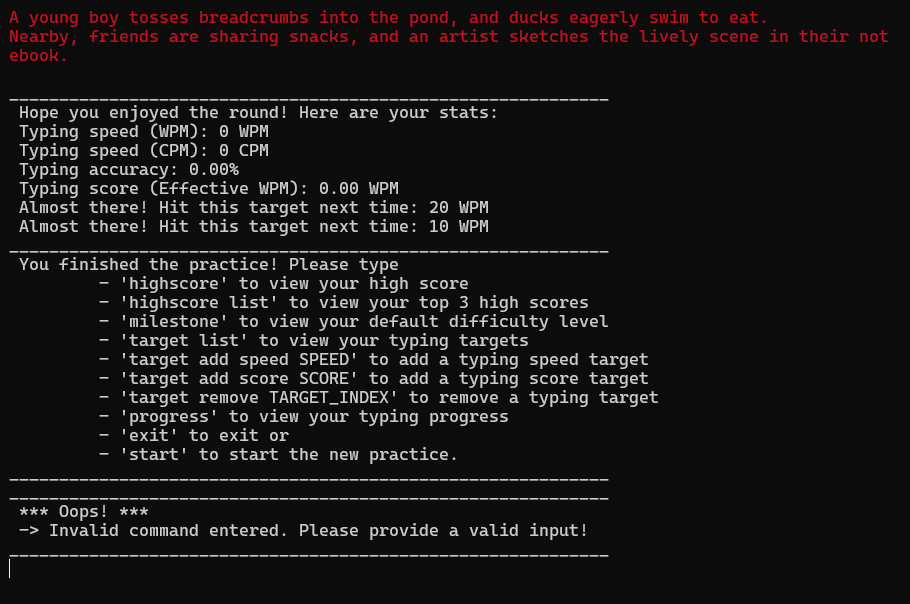 A young boy tosses breadcrumbs into the pond, and ducks eagerly swim to eat.
Nearby, friends are sharing snacks, and an artist sketches the lively scene in their not
ebook.
____________________________________________________________
Hope you enjoyed the round! Here are your stats:
Typing speed (WPM): 0 WPM
Typing speed (CPM): 0 CPM
Typing accuracy: 0.00%
Typing score (Effective WPM): 0.00 WPM
Almost there! Hit this target next time: 20 WPM
Almost there! Hit this target next time: 10 WPM
____________________________________________________________
You finished the practice! Please type
- 'highscore' to view your high score
- 'highscore list' to view your top 3 high scores
- 'milestone' to view your default difficulty level
- 'target list' to view your typing targets
- 'target add speed SPEED' to add a typing speed target
- 'target add score SCORE' to add a typing score target
- 'target remove TARGET_INDEX' to remove a typing target
- 'progress' to view your typing progress
- 'exit' to exit or
- 'start' to start the new practice.
____________________________________________________________
____________________________________________________________
*** Oops! ***
-> Invalid command entered. Please provide a valid input!
____________________________________________________________